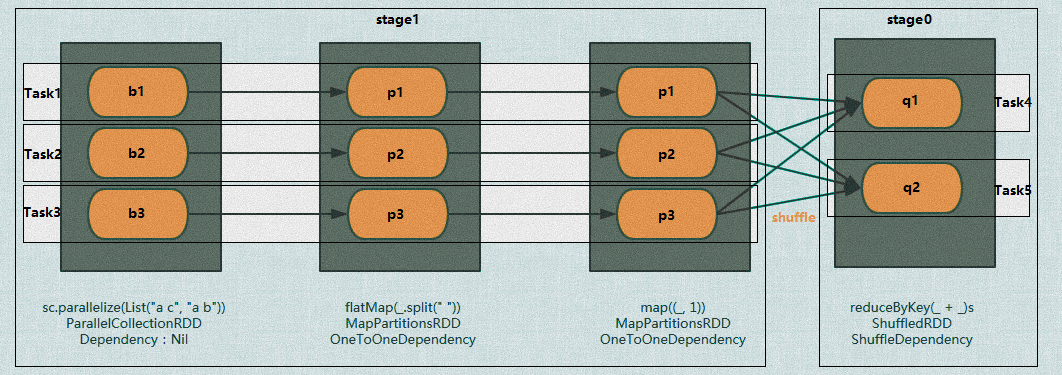 stage1
stage0
Task1
b1
p1
p1
q1
Task4
Task2
b2
p2
p2
Task3
b3
p3
p3
q2
Task5
shuffle
sc.parallelize(List("a c", "a b"))
ParallelCollectionRDD
Dependency : Nil
flatMap(_.split(" "))
MapPartitionsRDD
OneToOneDependency
map((_, 1))
MapPartitionsRDD
OneToOneDependency
reduceByKey(_ + _)s
ShuffledRDD
ShuffleDependency